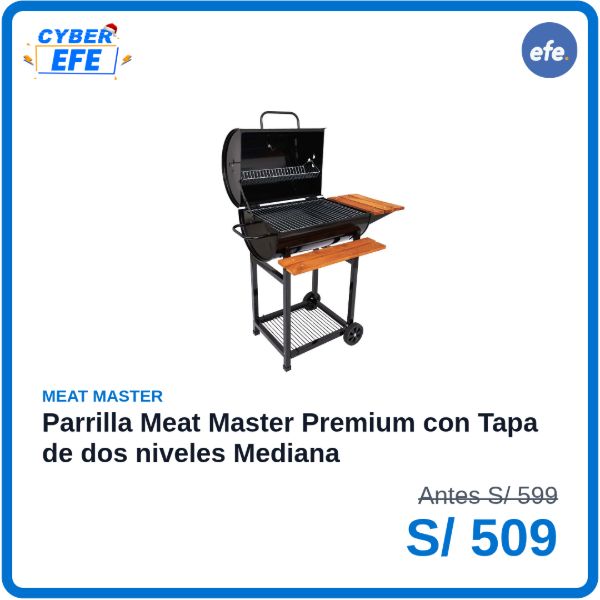 CYBER
EFE
efe.
MEAT MASTER
Parrilla Meat Master Premium con Tapa
de dos niveles Mediana
Antes S/ 599
S/ 509